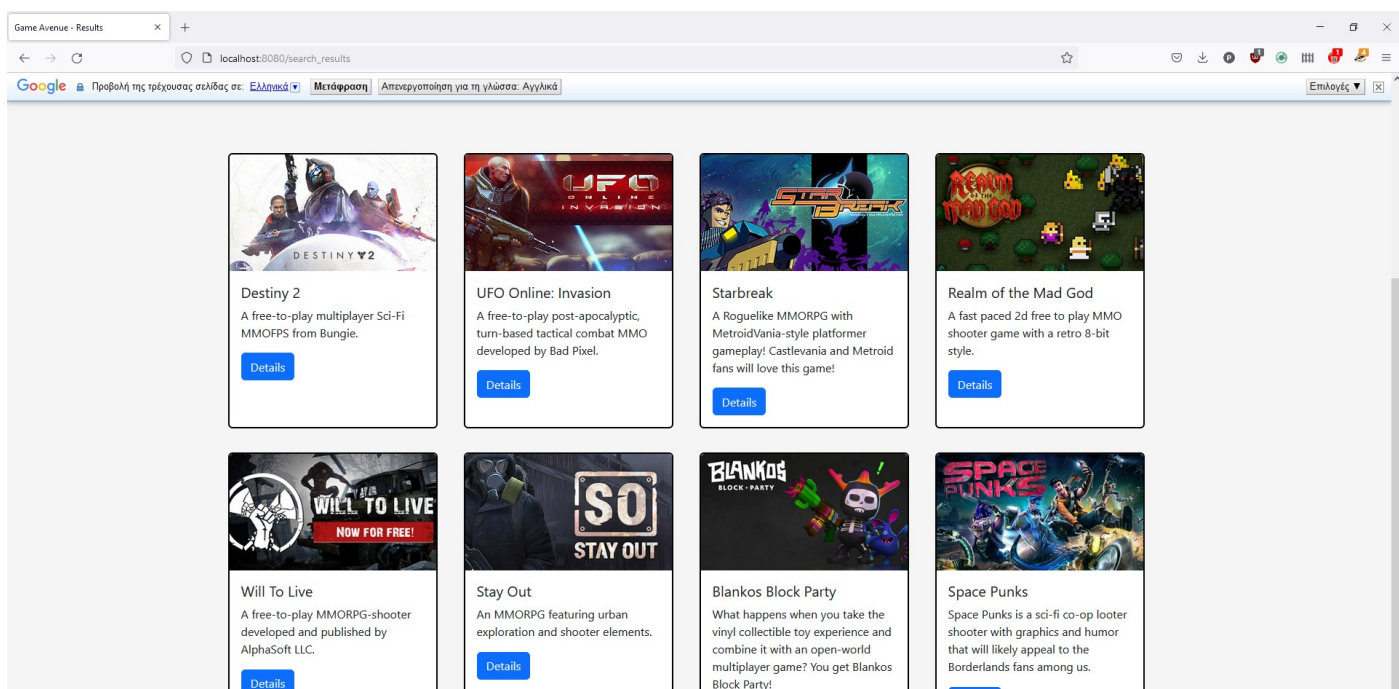 Game Avenue - Results
localhost:8080/search_results
1
1
4
Google Προβολή της τρέχουσας σελίδας σε: Ελληνικά Μετάφραση Απενεργοποίηση για τη γλώσσα: Αγγλικά Επιλογές ▼
DESTINY 2
UFO
ONLINE
INVASION
STAR
BREAK
REALM
OF THE
MAD GOD
Destiny 2
A free-to-play multiplayer Sci-Fi
MMOFPS from Bungie.
Details
UFO Online: Invasion
A free-to-play post-apocalyptic,
turn-based tactical combat MMO
developed by Bad Pixel.
Details
Starbreak
A Roguelike MMORPG with
MetroidVania-style platformer
gameplay! Castlevania and Metroid
fans will love this game!
Details
Realm of the Mad God
A fast paced 2d free to play MMO
shooter game with a retro 8-bit
style.
Details
WILL TO LIVE
NOW FOR FREE!
SO
STAY OUT
BLANKOS
BLOCK • PARTY
SPACE
PUNKS
Will To Live
A free-to-play MMORPG-shooter
developed and published by
AlphaSoft LLC.
Details
Stay Out
An MMORPG featuring urban
exploration and shooter elements.
Details
Blankos Block Party
What happens when you take the
vinyl collectible toy experience and
combine it with an open-world
multiplayer game? You get Blankos
Block Party!
Space Punks
Space Punks is a sci-fi co-op looter
shooter with graphics and humor
that will likely appeal to the
Borderlands fans among us.